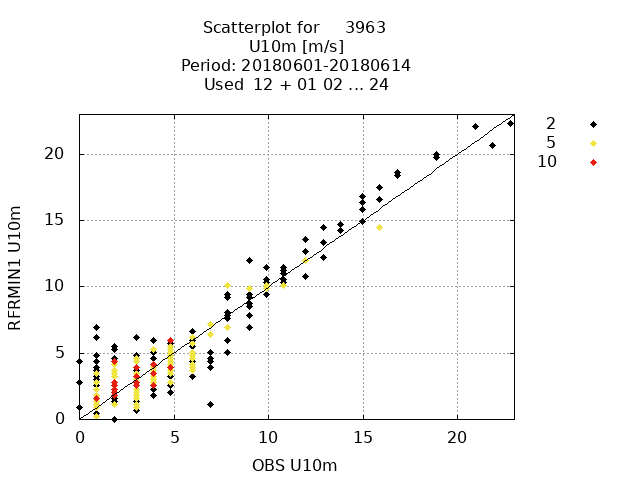 Scatterplot for 3963
U10m [m/s]
Period: 20180601-20180614
Used 12 + 01 02 ... 24
2
5
10
20
15
10
5
0
RFRMIN1 U10m
0 5 10 15 20
OBS U10m